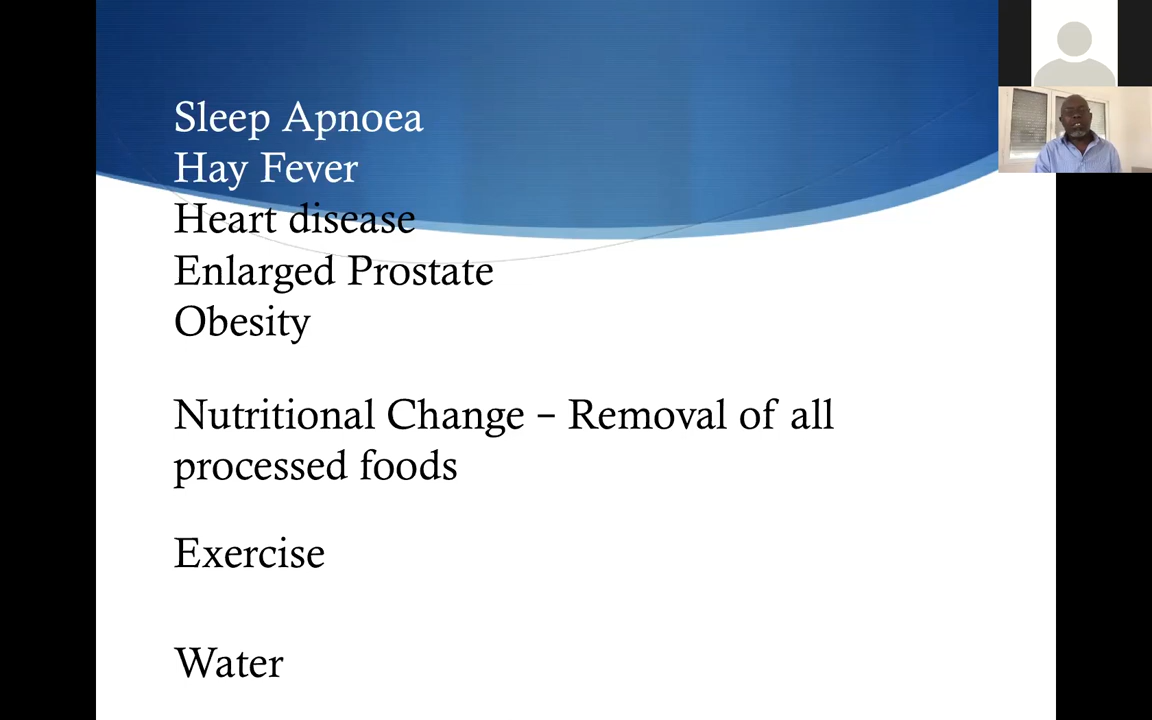 Sleep Apnoea
Hay Fever
Heart disease
Enlarged Prostate
Obesity
Nutritional Change – Removal of all
processed foods
Exercise
Water